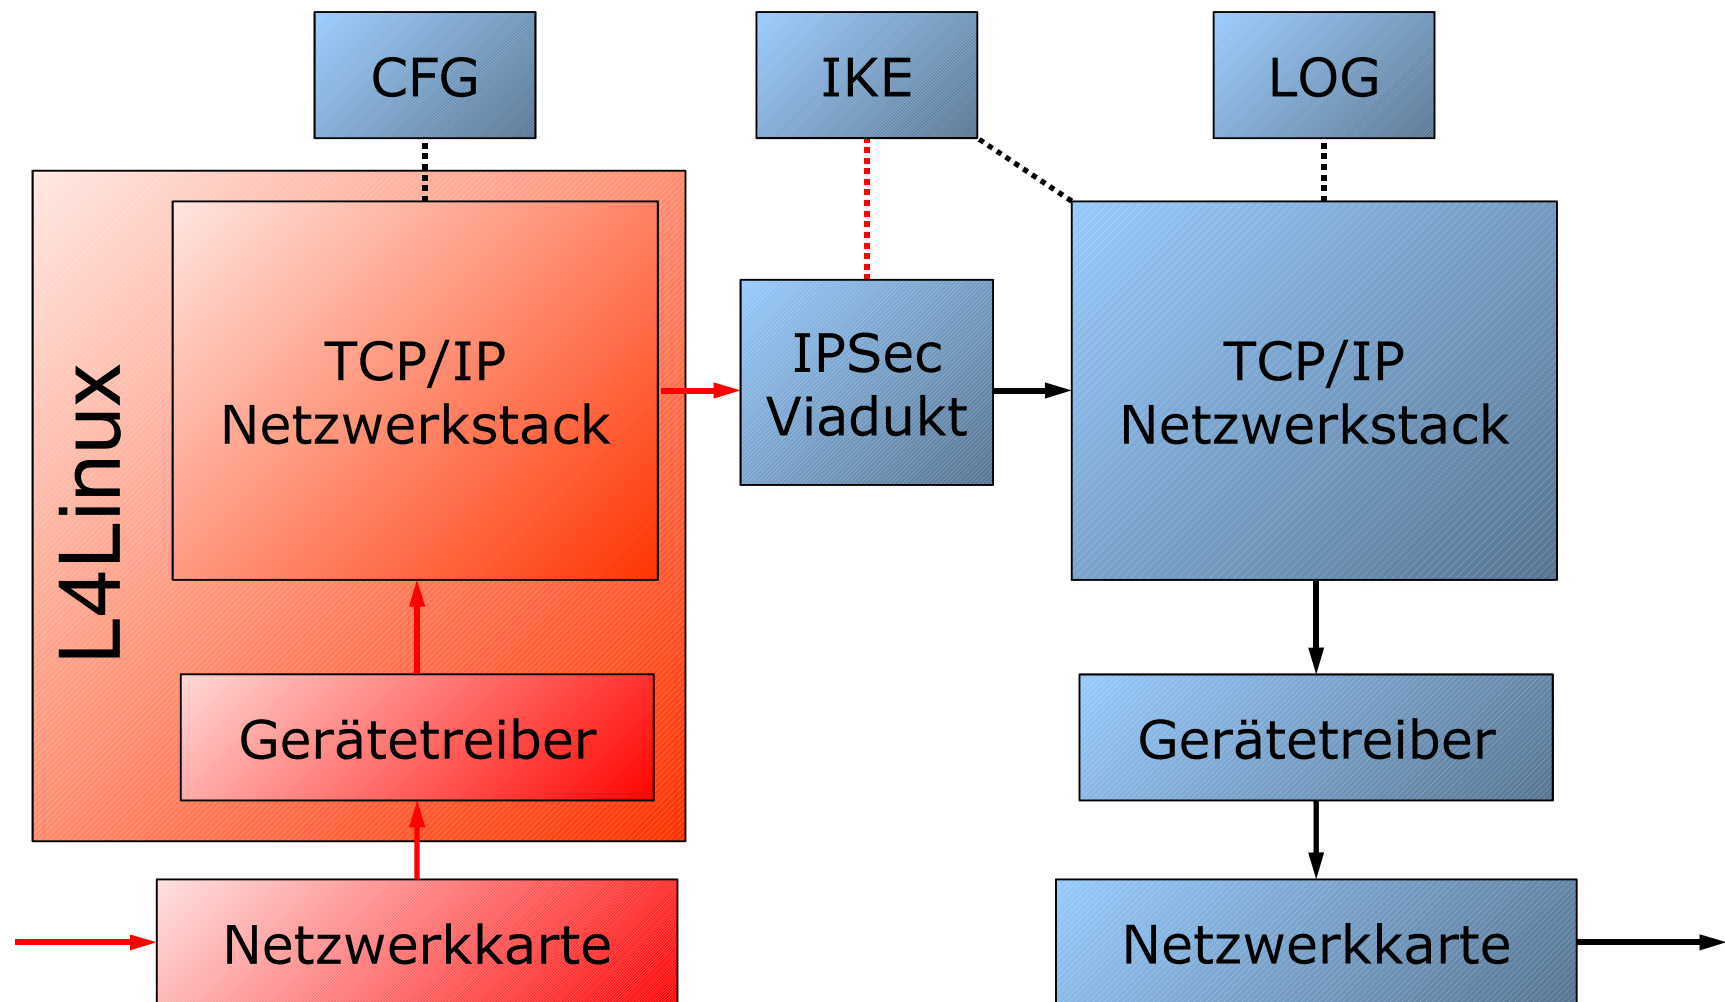 CFG
IKE
LOG
L4Linux
TCP/IP
Netzwerkstack
IPSec
Viadukt
TCP/IP
Netzwerkstack
Gerätetreiber
Gerätetreiber
Netzwerkkarte
Netzwerkkarte